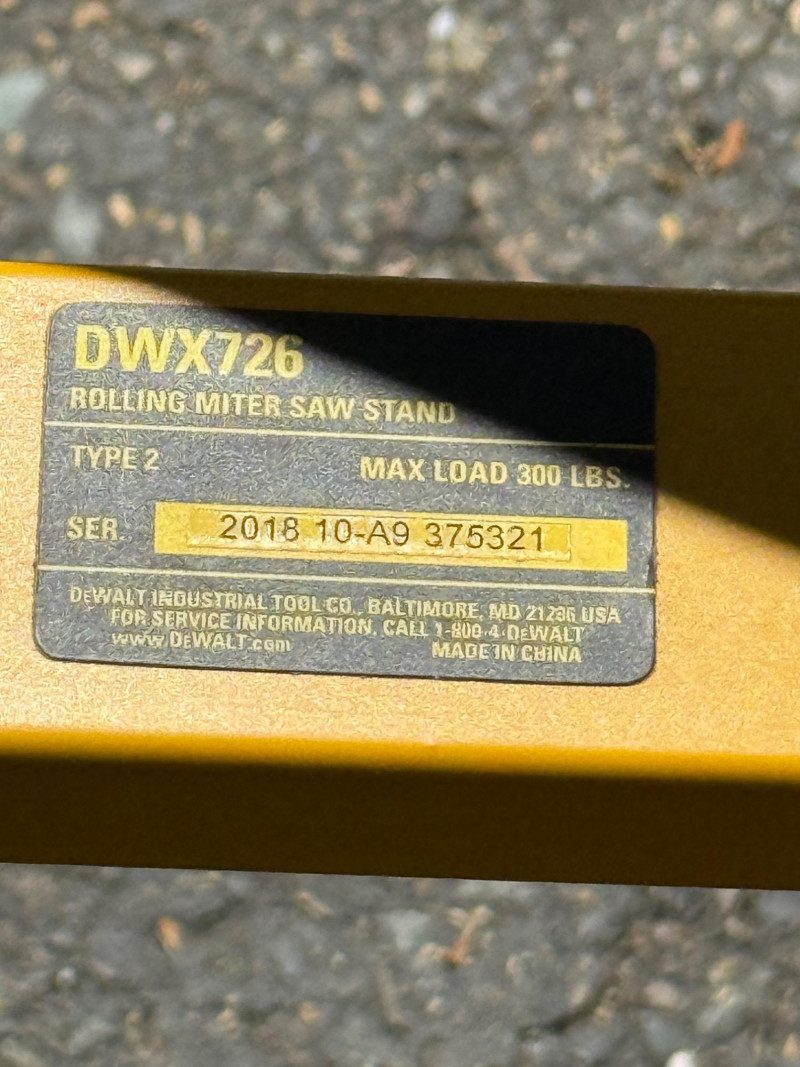 DWX726
ROLLING MITER SAW STAND
TYPE 2 MAX LOAD 300 LBS.
SER. 2018 10-A9 375321
DEWALT INDUSTRIAL TOOL CO., BALTIMORE, MD 21286 USA
FOR SERVICE INFORMATION, CALL 1-800-4-DEWALT
www.DEWALT.com MADE IN CHINA